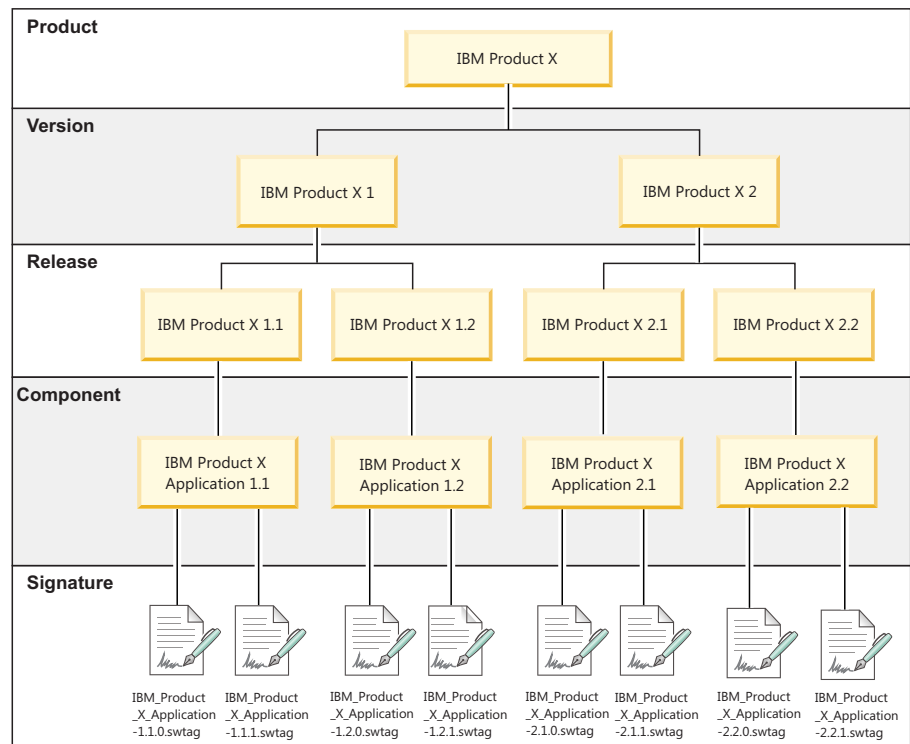 Product
IBM Product X
Version
IBM Product X 1
IBM Product X 2
Release
IBM Product X 1.1
IBM Product X 1.2
IBM Product X 2.1
IBM Product X 2.2
Component
IBM Product X
Application 1.1
IBM Product X
Application 1.2
IBM Product X
Application 2.1
IBM Product X
Application 2.2
Signature
IBM_Product
_X_Application
-1.1.0.swtag
IBM_Product
_X_Application
-1.1.1.swtag
IBM_Product
_X_Application
-1.2.0.swtag
IBM_Product
_X_Application
-1.2.1.swtag
IBM_Product
_X_Application
-2.1.0.swtag
IBM_Product
_X_Application
-2.1.1.swtag
IBM_Product
_X_Application
-2.2.0.swtag
IBM_Product
_X_Application
-2.2.1.swtag